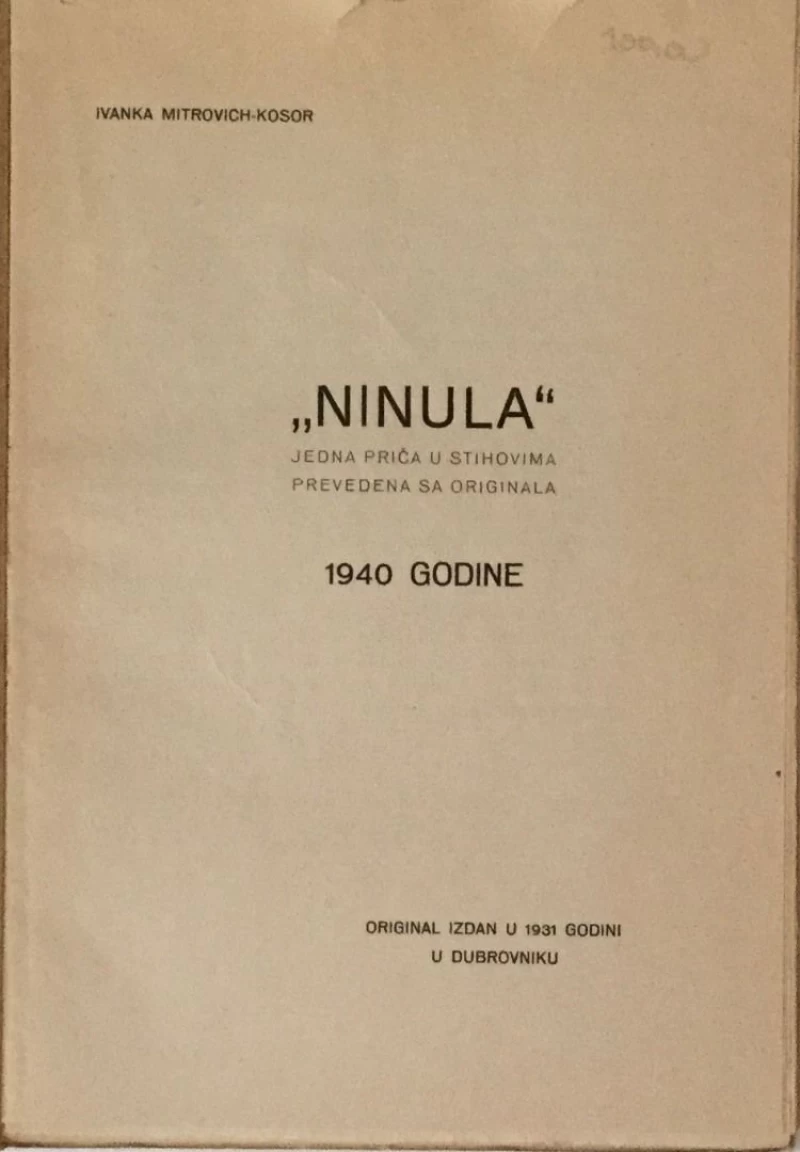 IVANKA MITROVICH-KOSOR
„NINULA“
JEDNA PRIČA U STIHOVIMA
PREVEDENA SA ORIGINALA
1940 GODINE
ORIGINAL IZDAN U 1931 GODINI
U DUBROVNIKU